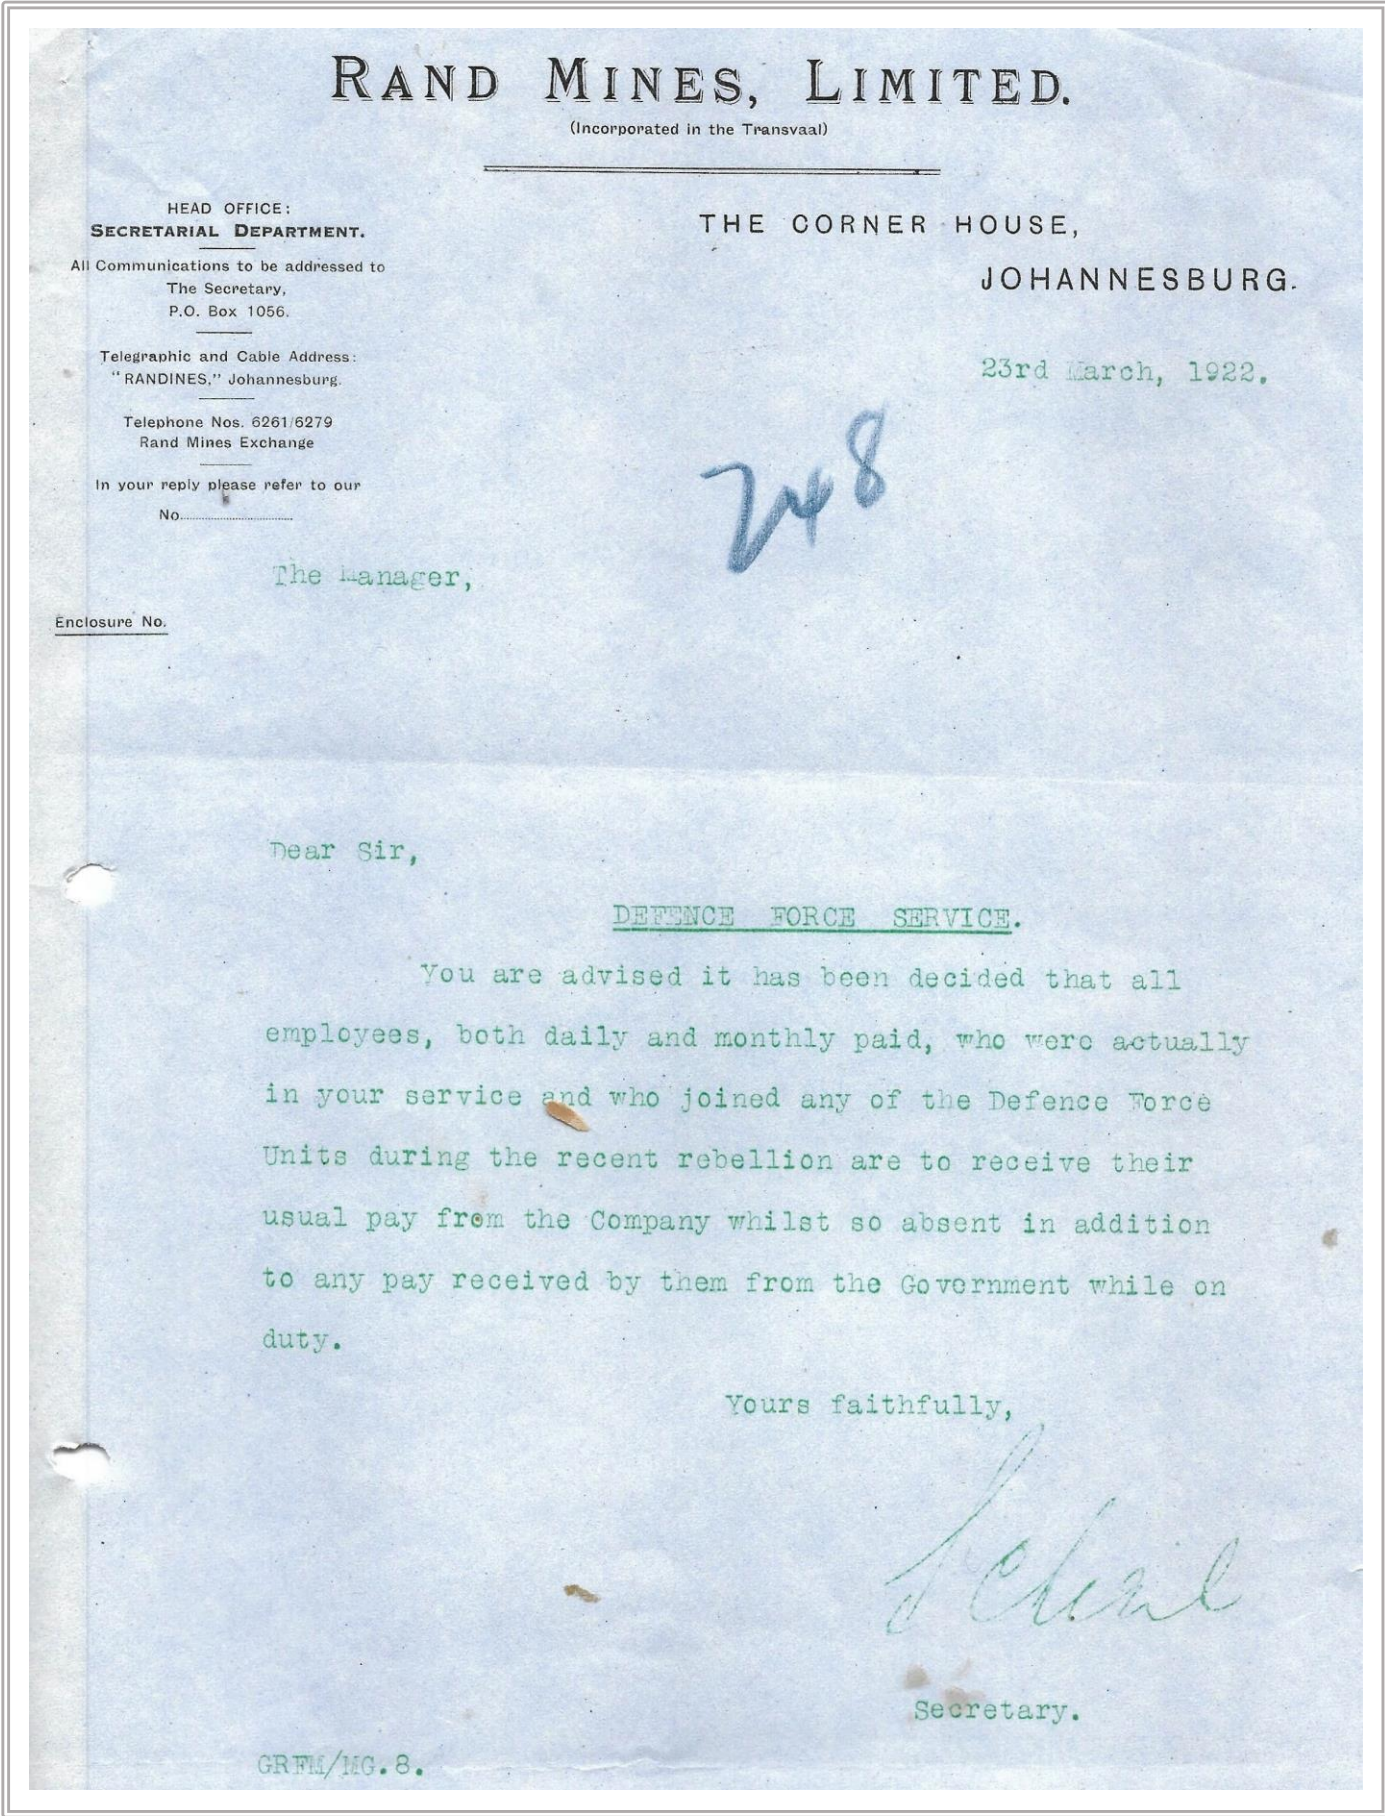 RAND MINES, LIMITED.
(Incorporated in the Transvaal)
HEAD OFFICE:
SECRETARIAL DEPARTMENT.
All Communications to be addressed to
The Secretary,
P.O. Box 1056.
Telegraphic and Cable Address:
"RANDINES," Johannesburg.
Telephone Nos. 6261/6279
Rand Mines Exchange
In your reply please refer to our
No.
THE CORNER HOUSE,
JOHANNESBURG.
23rd March, 1922.
248
The Manager,
Enclosure No.
Dear Sir,
DEFENCE FORCE SERVICE.
You are advised it has been decided that all
employees, both daily and monthly paid, who were actually
in your service and who joined any of the Defence Force
Units during the recent rebellion are to receive their
usual pay from the Company whilst so absent in addition
to any pay received by them from the Government while on
duty.
Yours faithfully,
Secretary.
GRFM/MG.8.